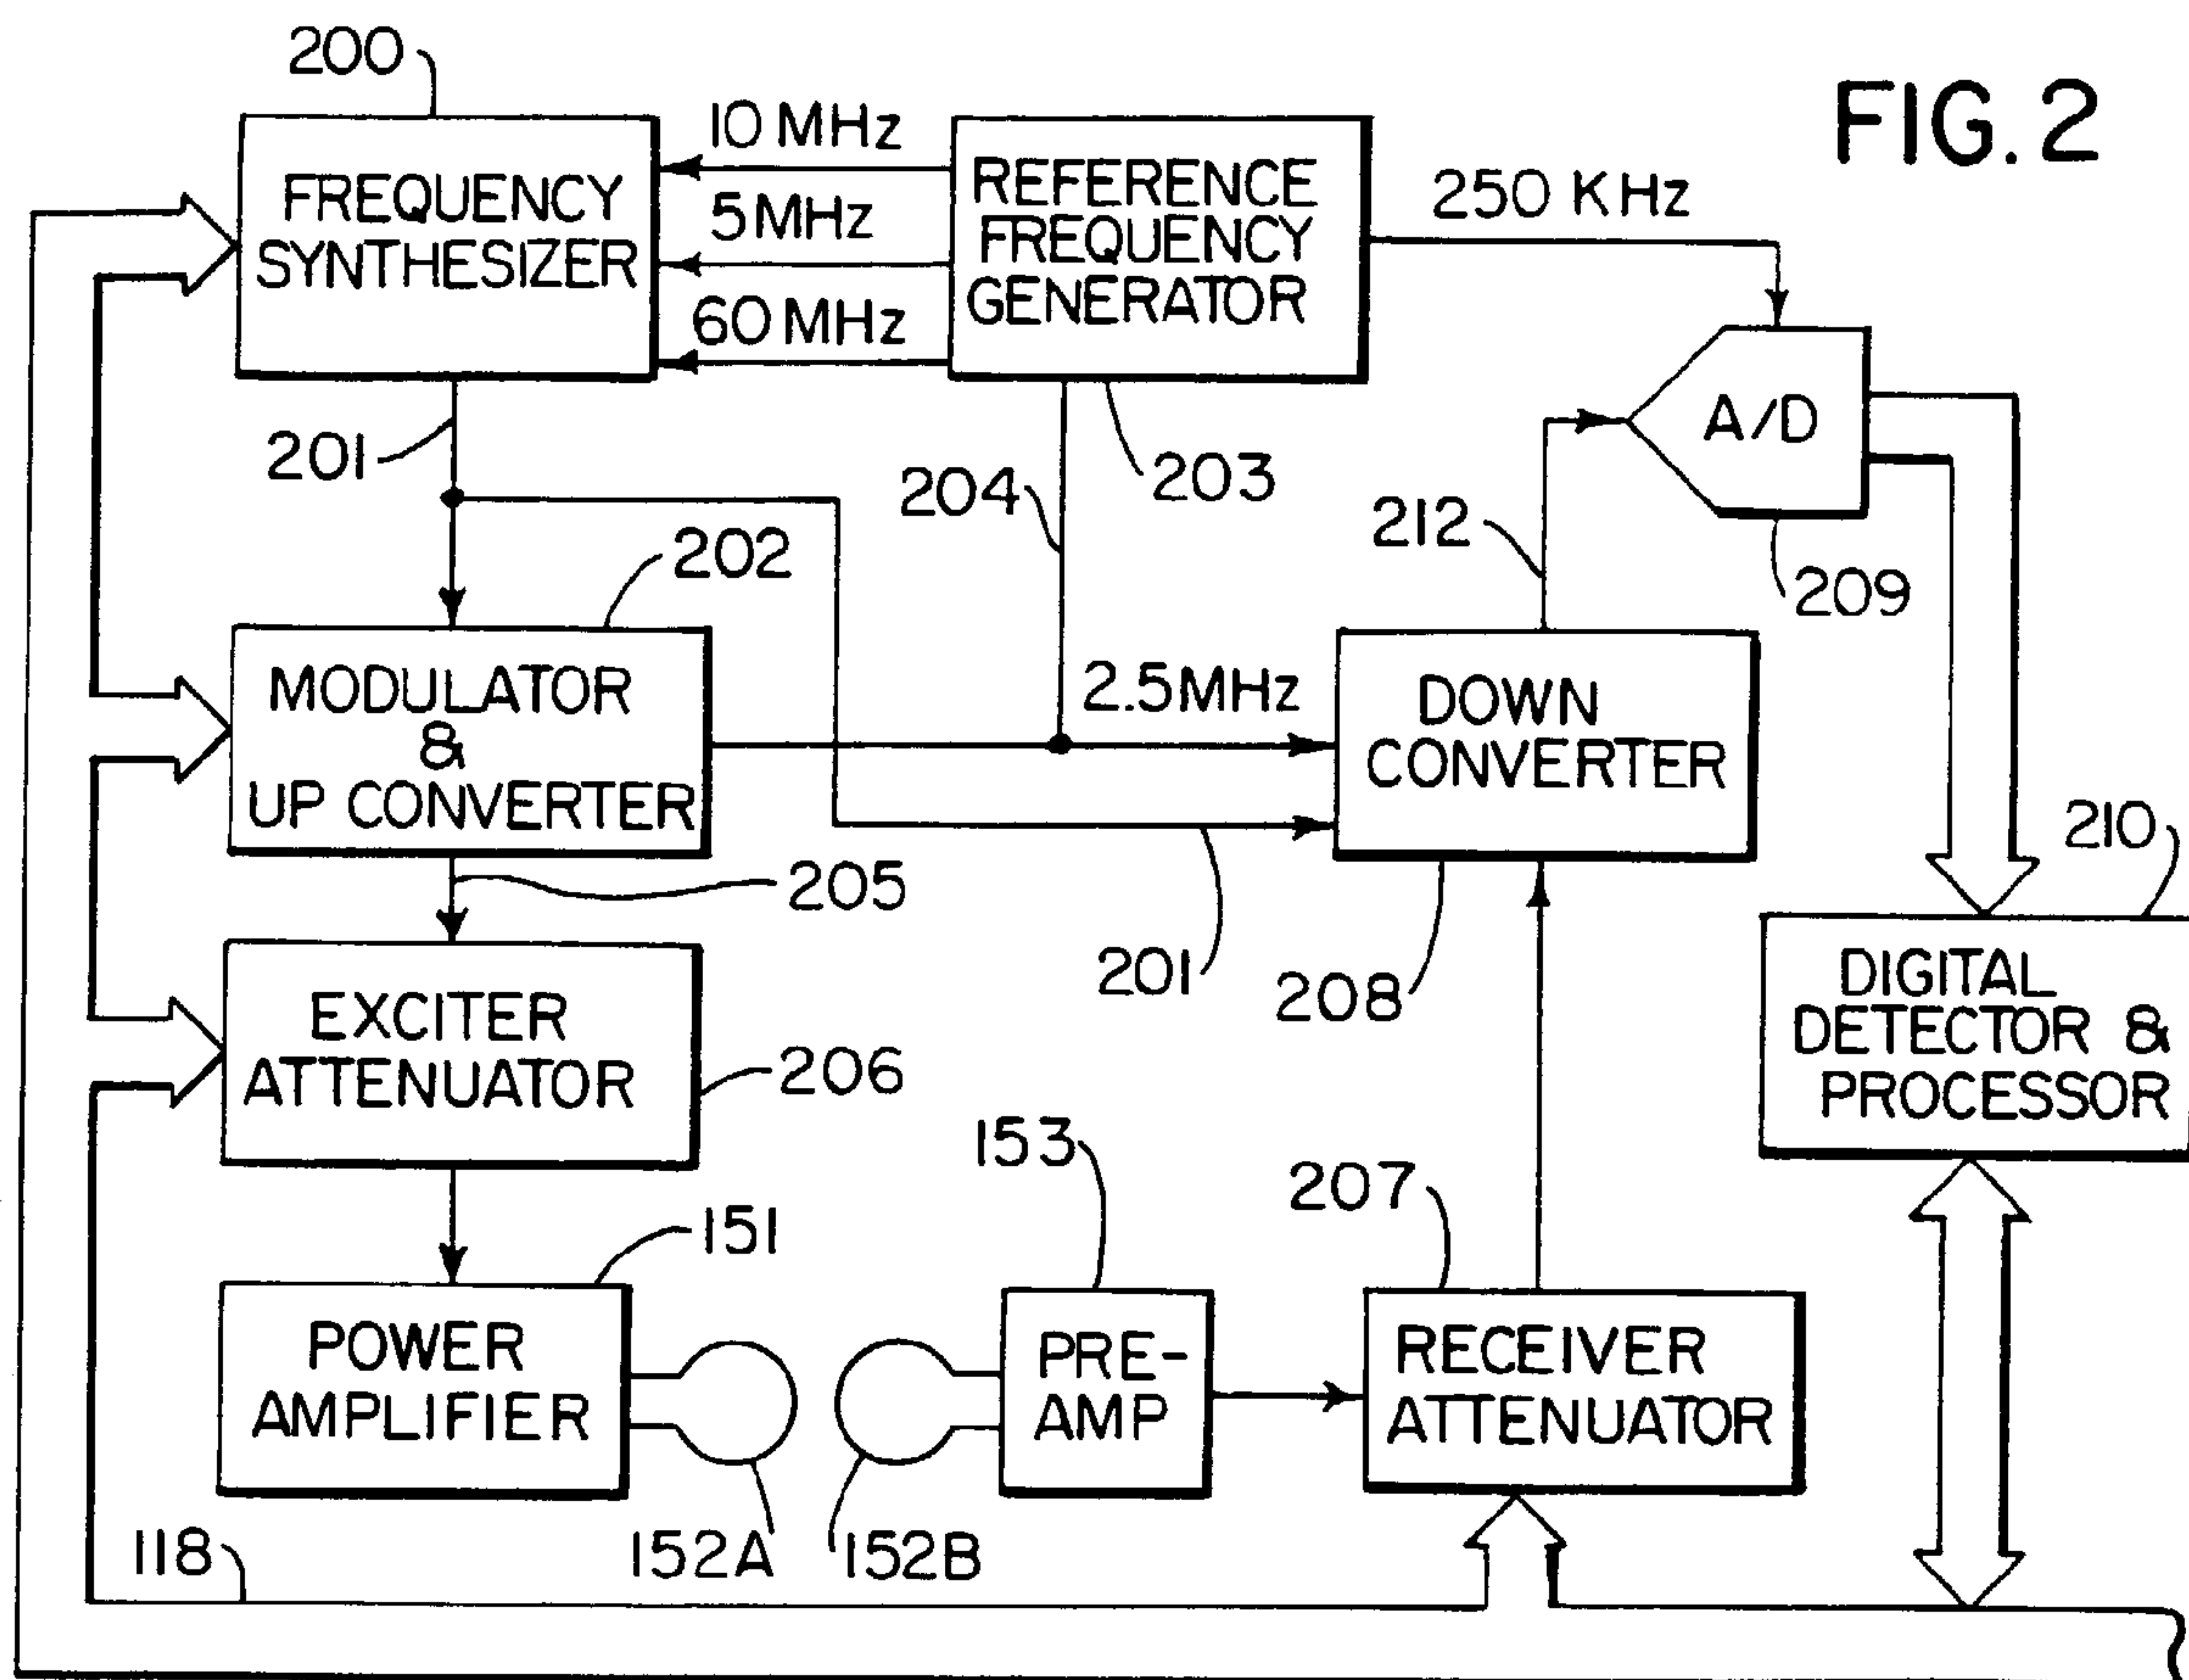 200
FIG. 2
10 MHz
FREQUENCY
SYNTHESIZER
5 MHz
60 MHz
REFERENCE
FREQUENCY
GENERATOR
250 KHz
A/D
201
204
203
212
209
202
MODULATOR
&
UP CONVERTER
2.5 MHz
DOWN
CONVERTER
210
205
201
208
DIGITAL
DETECTOR &
PROCESSOR
EXCITER
ATTENUATOR
206
153
207
151
POWER
AMPLIFIER
PRE-
AMP
RECEIVER
ATTENUATOR
118
152A
152B